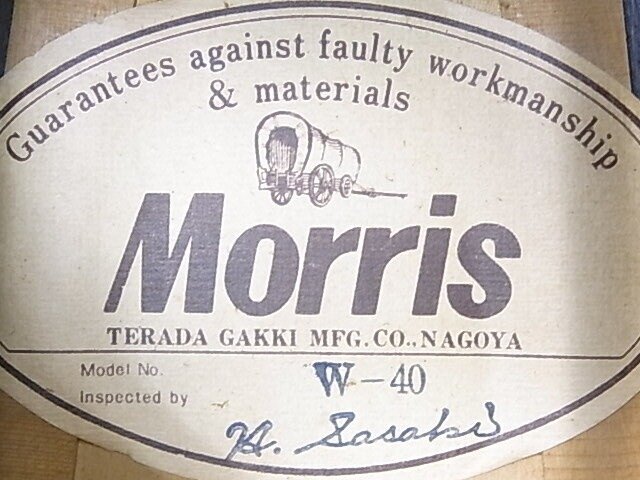 Guarantees against faulty workmanship
& materials
Morris
TERADA GAKKI MFG.CO., NAGOYA
Model No. W-40
Inspected by H. Sasaki